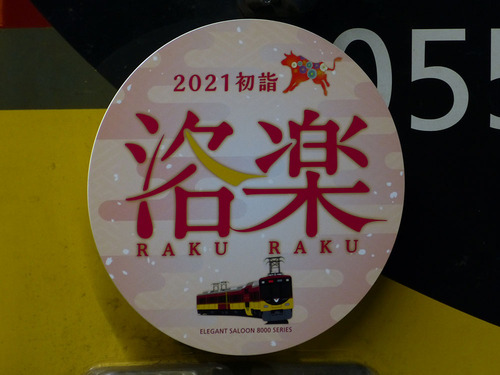 2021初詣
洛楽
RAKU RAKU
ELEGANT SALOON 8000 SERIES
055